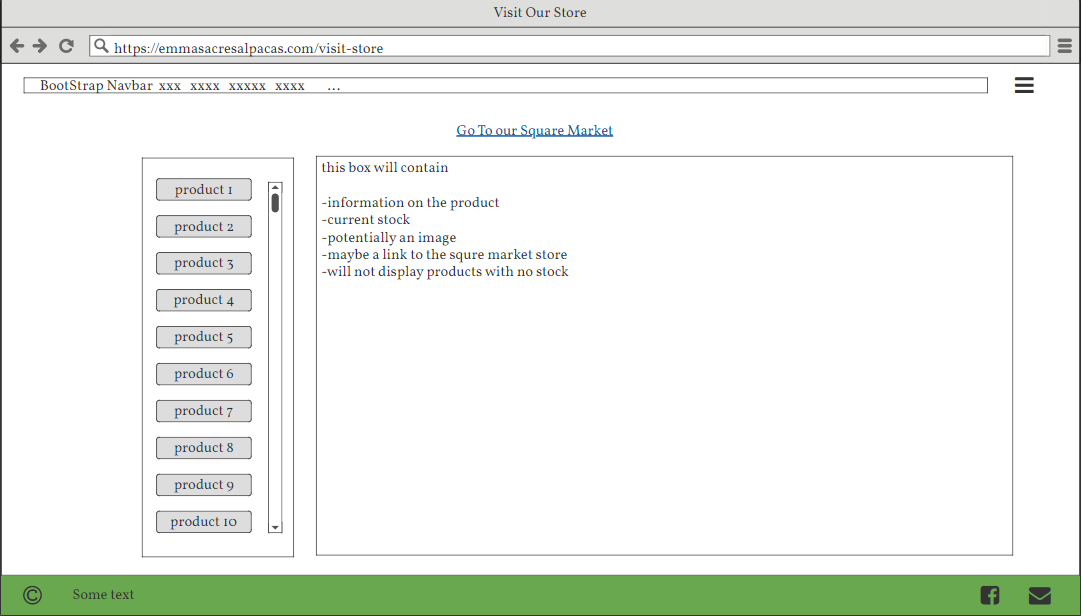 Visit Our Store
https://emmasacresalpacas.com/visit-store
BootStrap Navbar xxx xxxx xxxxx xxxx ...
Go To our Square Market
product 1
product 2
product 3
product 4
product 5
product 6
product 7
product 8
product 9
product 10
this box will contain
-information on the product
-current stock
-potentially an image
-maybe a link to the squre market store
-will not display products with no stock
© Some text